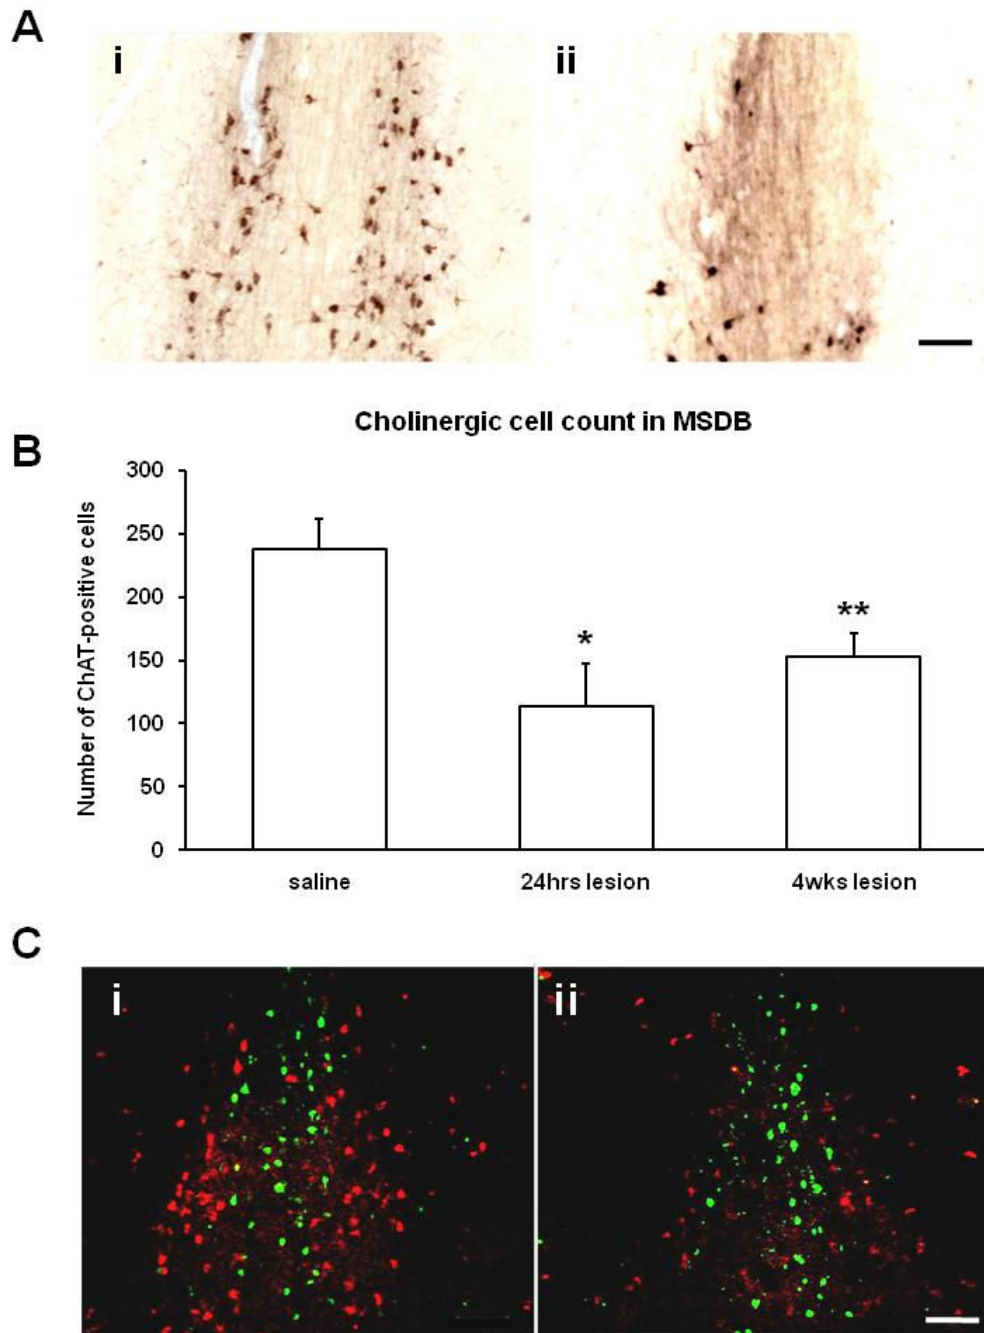 A
i
ii
Cholinergic cell count in MSDB
B
Number of ChAT-positive cells
300
250
200
150
100
50
0
*
**
saline
24hrs lesion
4wks lesion
C
i
ii